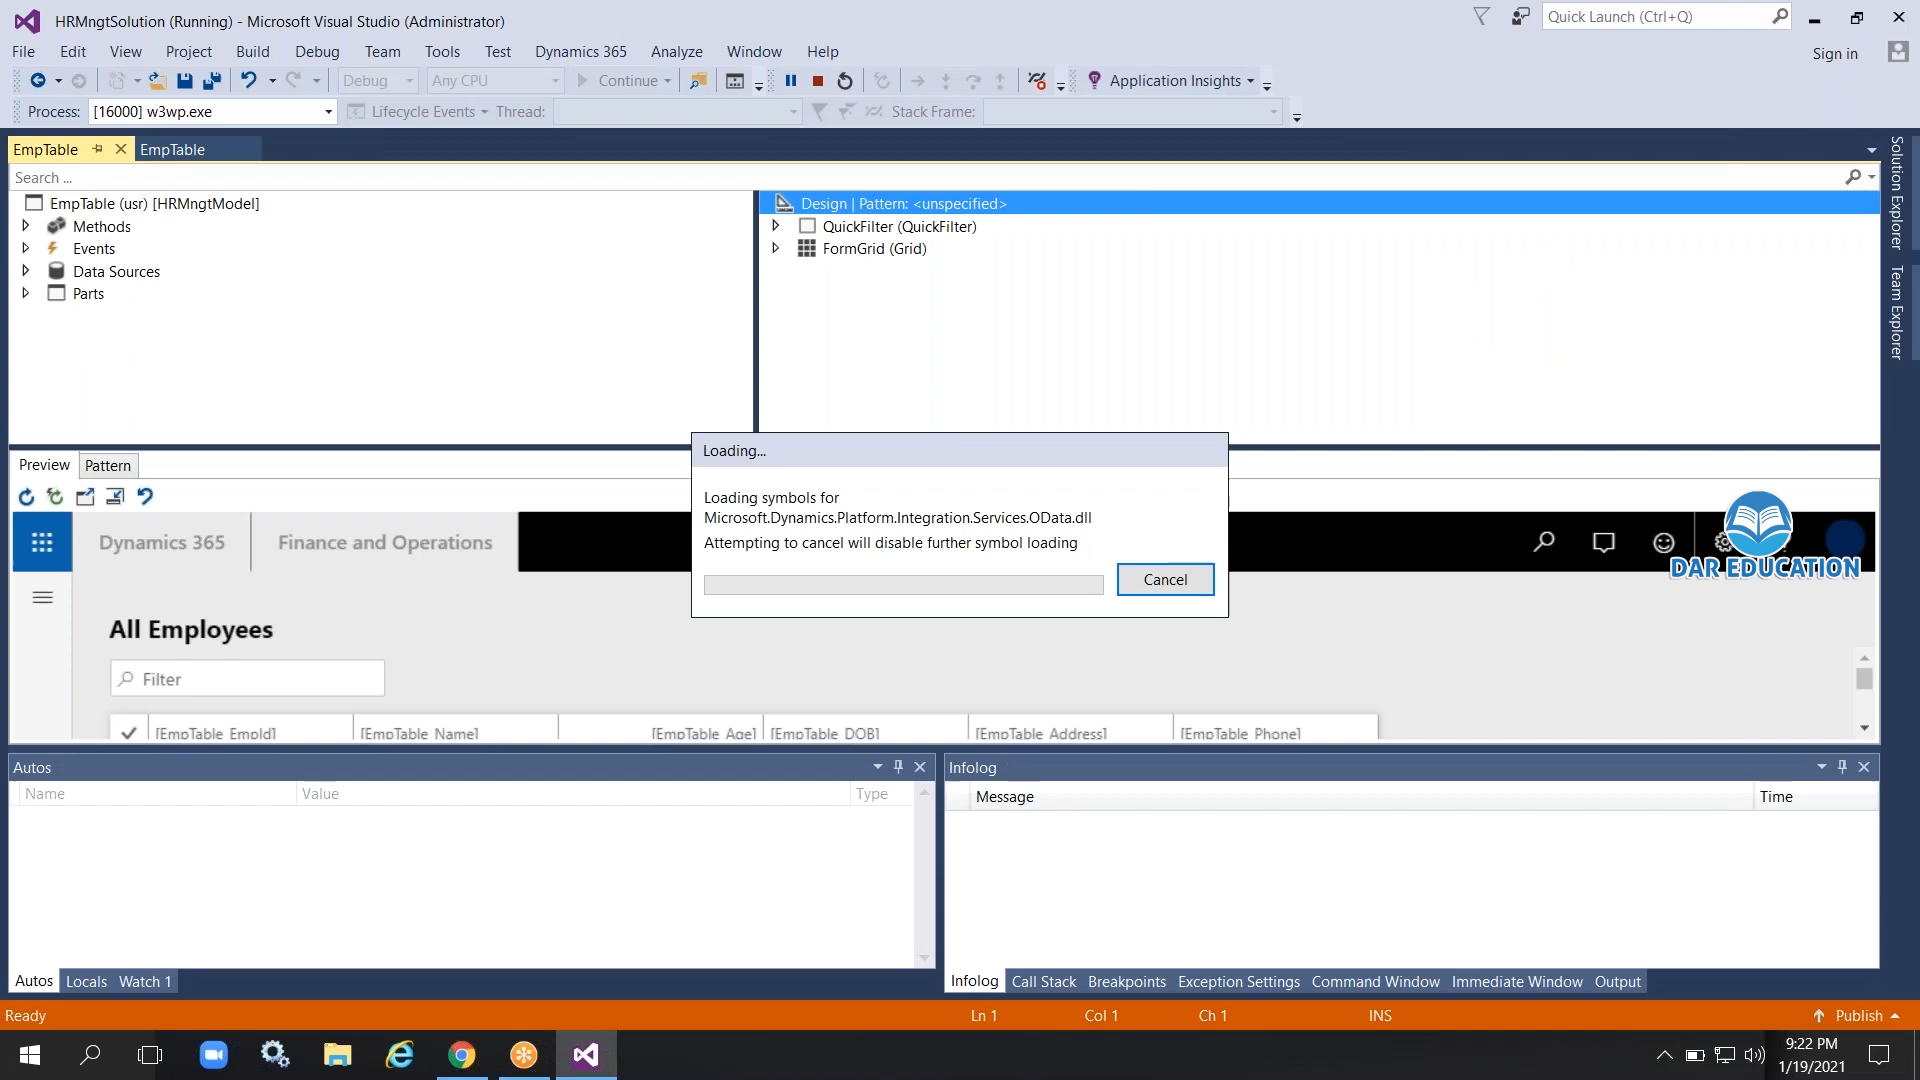 HRMngtSolution (Running) - Microsoft Visual Studio (Administrator)
Quick Launch (Ctrl+Q)
File Edit View Project Build Debug Team Tools Test Dynamics 365 Analyze Window Help
Sign in
Debug Any CPU Continue Application Insights
Process: [16000] w3wp.exe Lifecycle Events Thread: Stack Frame:
EmpTable EmpTable
Search ...
EmpTable (usr) [HRMngtModel]
Methods
Events
Data Sources
Parts
Design | Pattern: <unspecified>
QuickFilter (QuickFilter)
FormGrid (Grid)
Solution Explorer
Team Explorer
Loading...
Loading symbols for
Microsoft.Dynamics.Platform.Integration.Services.OData.dll
Attempting to cancel will disable further symbol loading
Cancel
Preview Pattern
Dynamics 365 Finance and Operations
DAR EDUCATION
All Employees
Filter
[EmpTable_EmpId] [EmpTable_Name] [EmpTable_Age] [EmpTable_DOB] [EmpTable_Address] [EmpTable_Phone]
Autos
Name Value Type
Infolog
Message Time
Autos Locals Watch 1
Infolog Call Stack Breakpoints Exception Settings Command Window Immediate Window Output
Ready Ln 1 Col 1 Ch 1 INS Publish
9:22 PM
1/19/2021